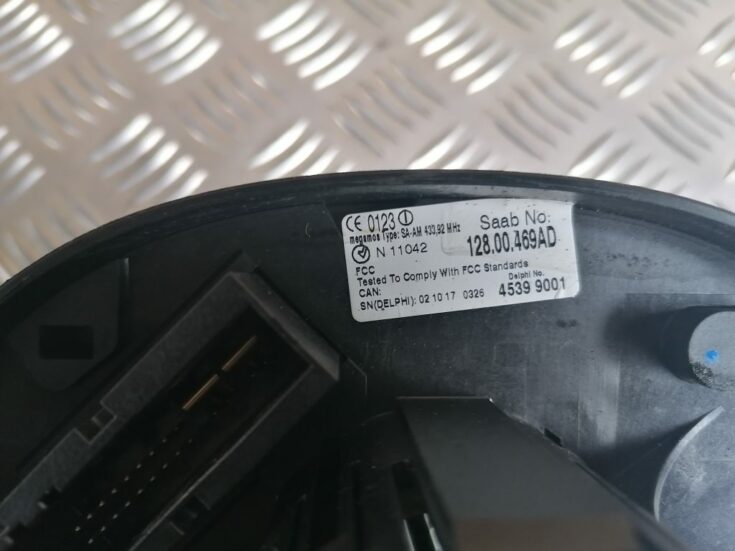 CE 0123
megamos Type: SA-AM 433,92 MHz
N 11042
Saab No:
128.00.469AD
FCC
Tested To Comply With FCC Standards
CAN:
Delphi No.
SN(DELPHI): 02 10 17 0326 4539 9001